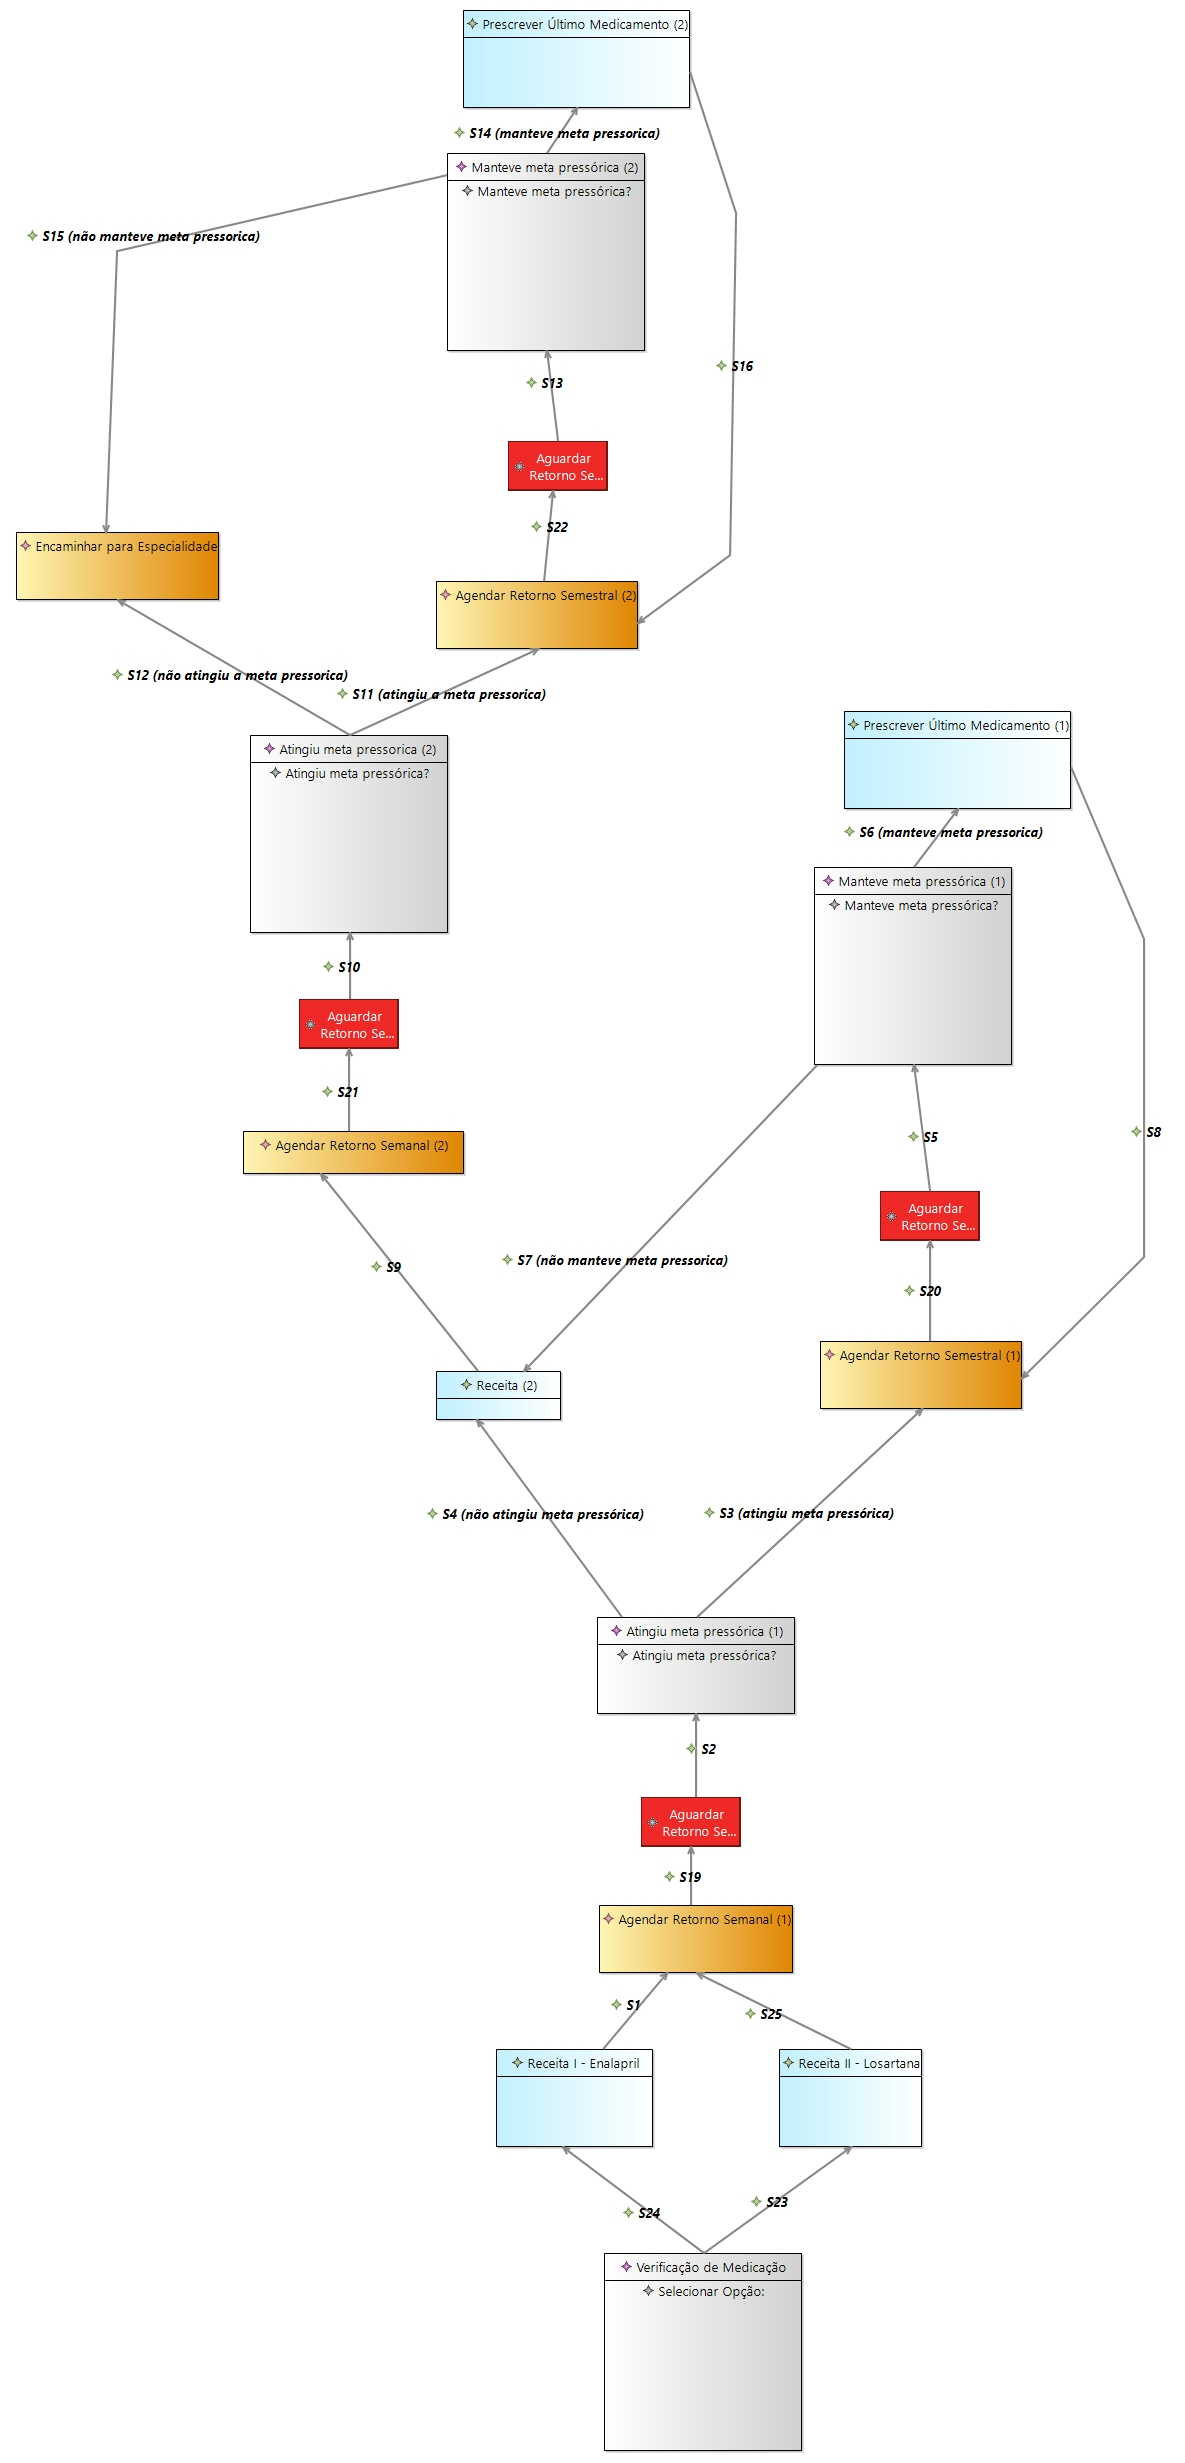 Prescrever Último Medicamento (2)
S14 (manteve meta pressorica)
Manteve meta pressórica (2)
Manteve meta pressórica?
S15 (não manteve meta pressorica)
S16
S13
Aguardar
Retorno Se...
S22
Encaminhar para Especialidade
Agendar Retorno Semestral (2)
S12 (não atingiu a meta pressorica)
S11 (atingiu a meta pressorica)
Prescrever Último Medicamento (1)
Atingiu meta pressorica (2)
Atingiu meta pressórica?
S6 (manteve meta pressorica)
Manteve meta pressórica (1)
Manteve meta pressórica?
S10
Aguardar
Retorno Se...
S21
S5
S8
Agendar Retorno Semanal (2)
Aguardar
Retorno Se...
S7 (não manteve meta pressorica)
S9
S20
Agendar Retorno Semestral (1)
Receita (2)
S4 (não atingiu meta pressórica)
S3 (atingiu meta pressórica)
Atingiu meta pressórica (1)
Atingiu meta pressórica?
S2
Aguardar
Retorno Se...
S19
Agendar Retorno Semanal (1)
S1
S25
Receita I - Enalapril
Receita II - Losartana
S24
S23
Verificação de Medicação
Selecionar Opção: